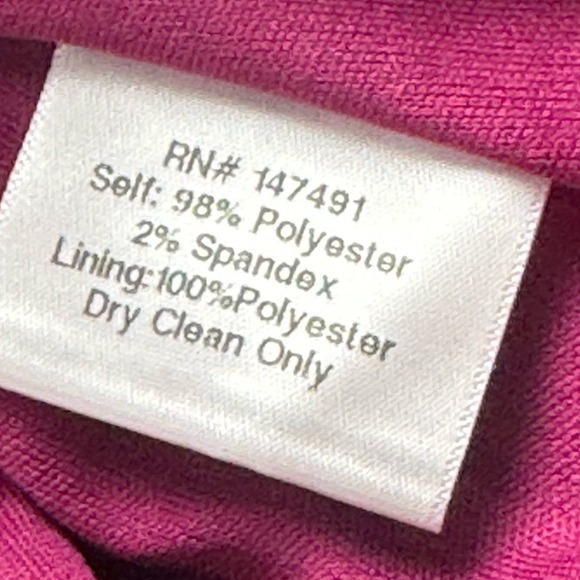 RN# 147491
Self: 98% Polyester
2% Spandex
Lining:100%Polyester
Dry Clean Only